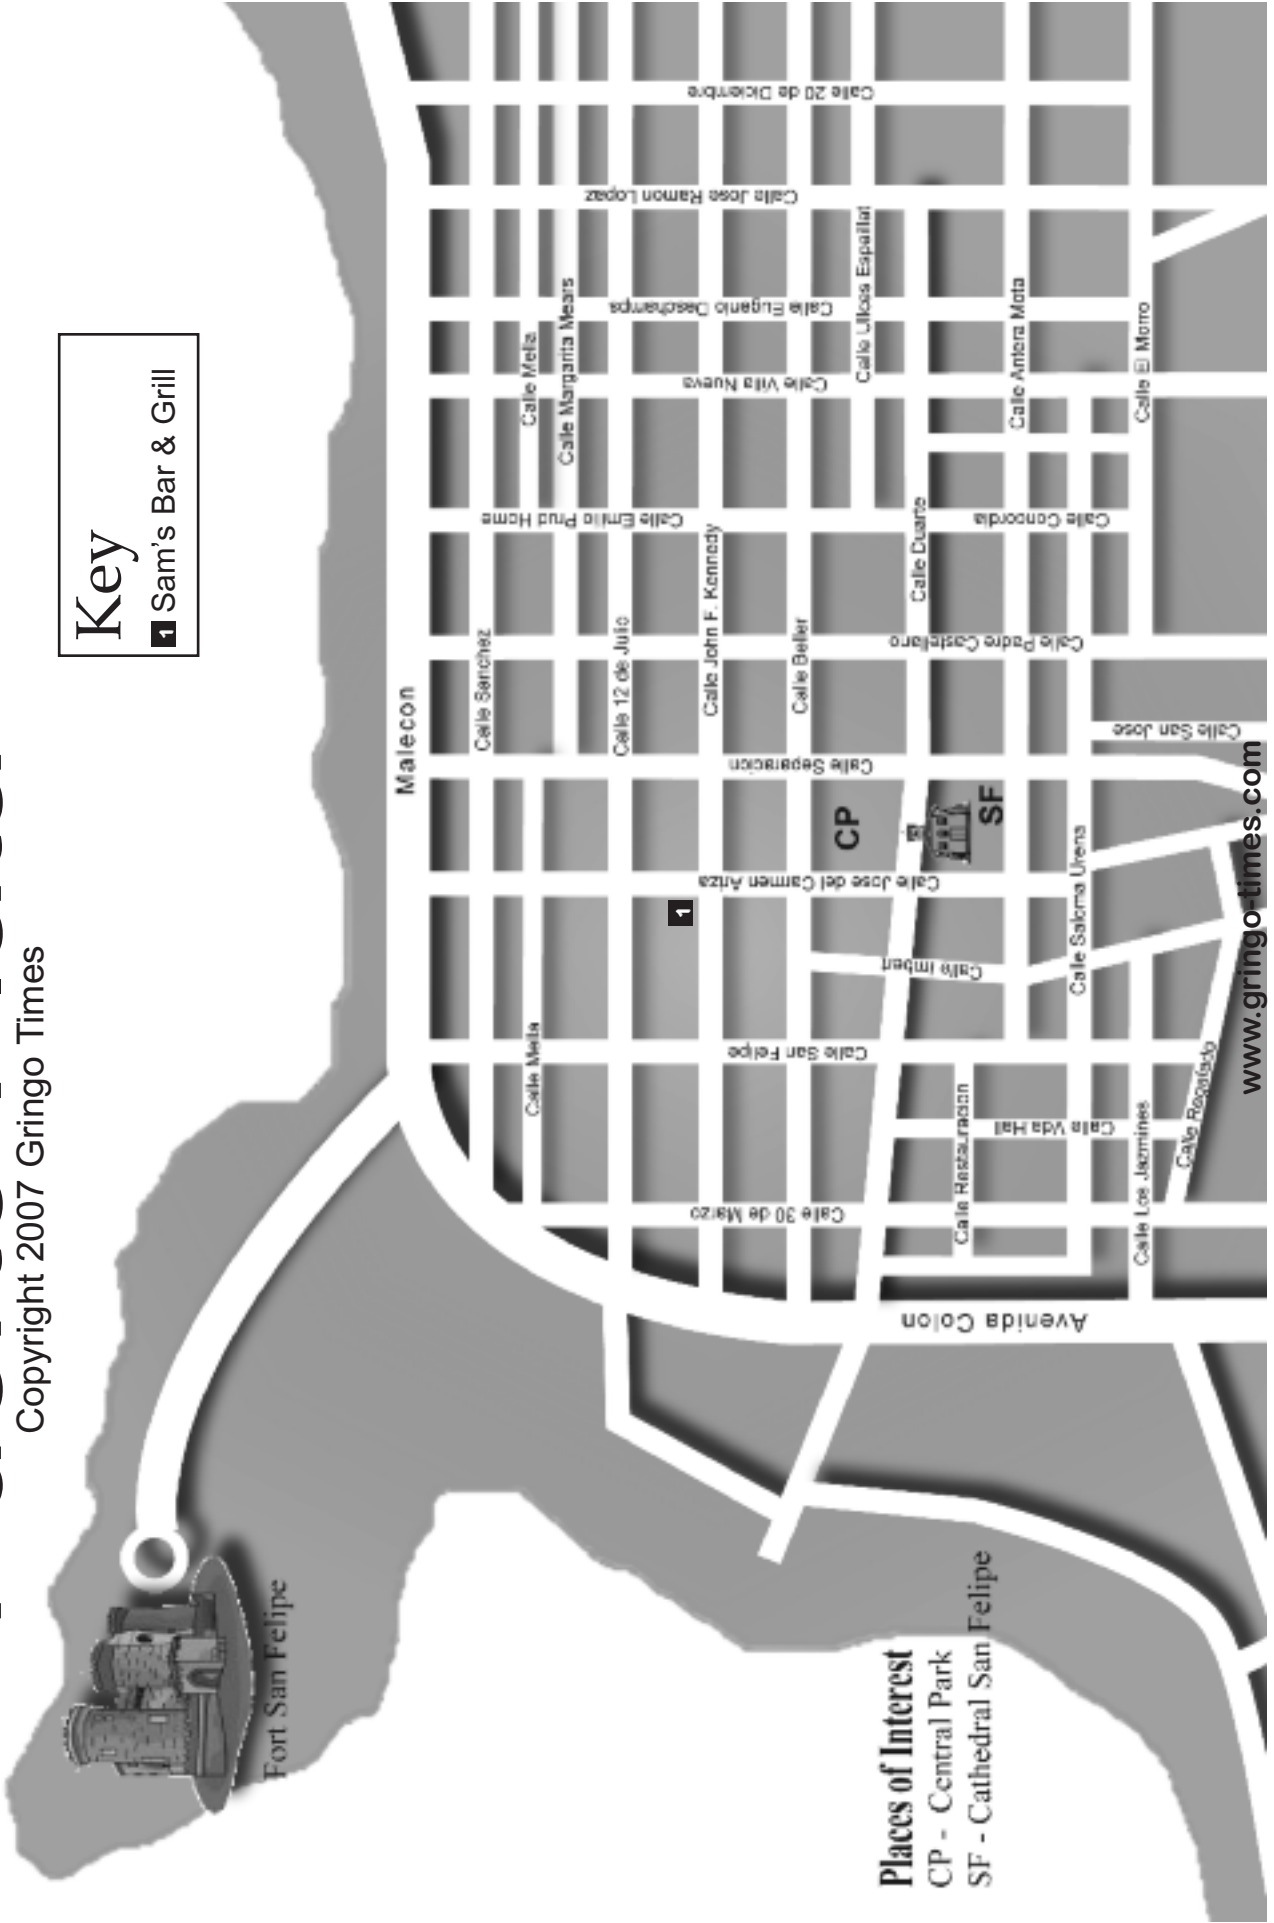 Copyright 2007 Gringo Times
Key
1 Sam's Bar & Grill
Fort San Felipe
Malecon
Calle Sanchez
Calle Mella
Calle Mella
Calle Margarita Mears
Calle 12 de Julio
Calle John F. Kennedy
Calle Beller
Calle Ulices Espaillat
Calle Duarte
Calle Restauracion
Calle Antera Mota
Calle Saloma Urena
Calle Los Jazmines
Calle El Morro
Calle Regalado
Avenida Colon
Calle 30 de Marzo
Calle Vda Hall
Calle San Felipe
Calle Imbert
Calle Jose del Carmen Ariza
Calle Separacion
Calle San Jose
Calle Padre Castellano
Calle Emilio Prud Home
Calle Concordia
Calle Villa Nueva
Calle Eugenio Deschamps
Calle Jose Ramon Lopaz
Calle 20 de Diciembre
1
CP
SF
Places of Interest
CP - Central Park
SF - Cathedral San Felipe
www.gringo-times.com